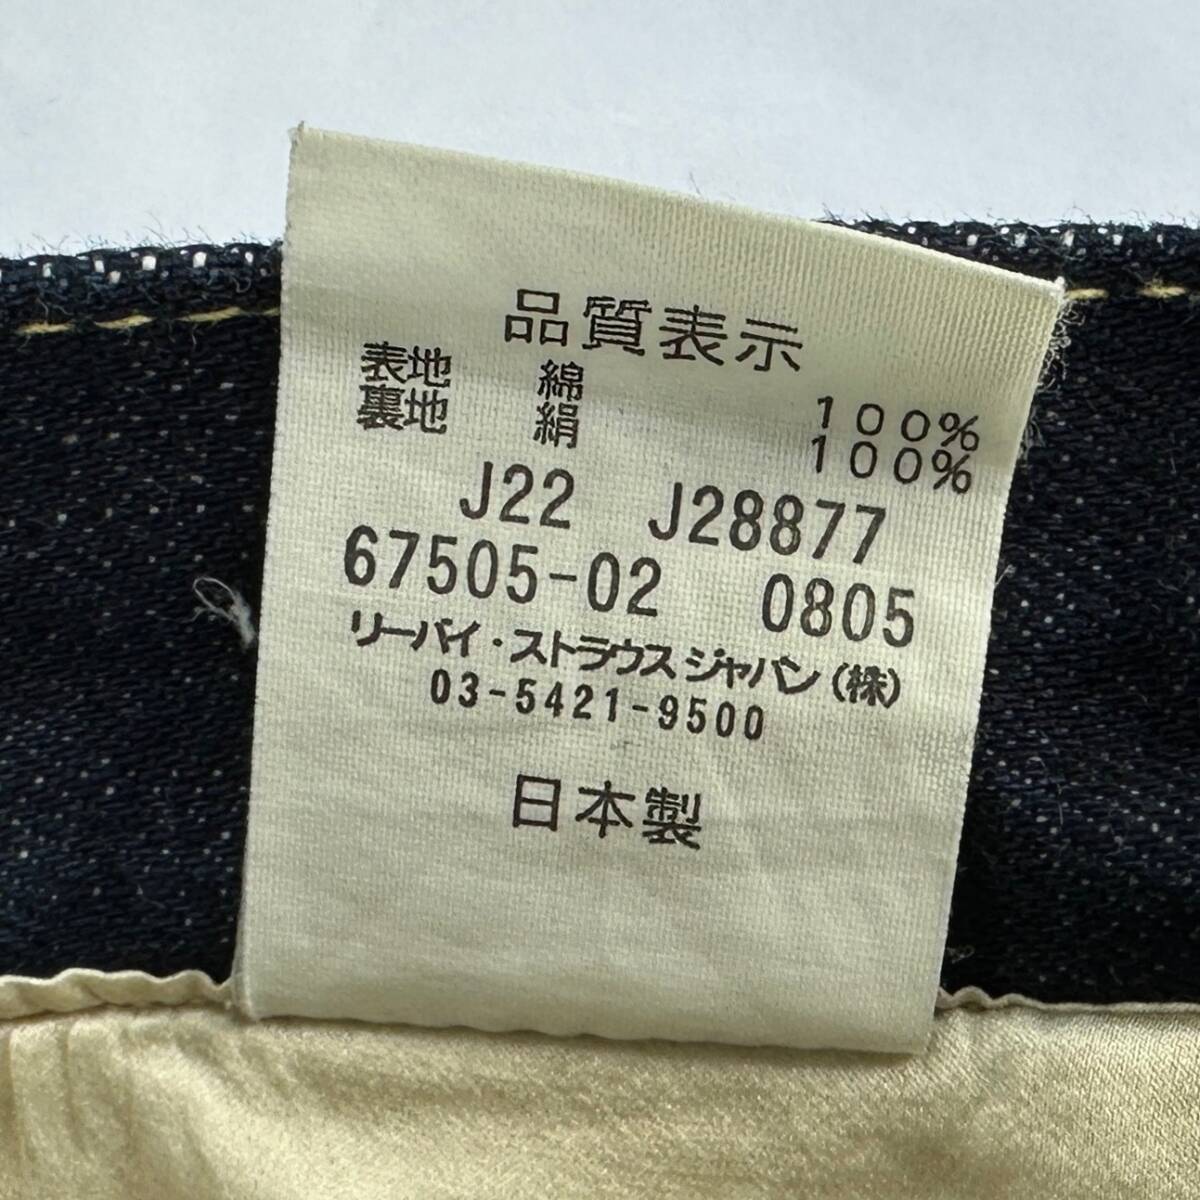 品質表示
表地 綿 100%
裏地 絹 100%
J22 J28877
67505-02 0805
リーバイ・ストラウス ジャパン(株)
03-5421-9500
日本製